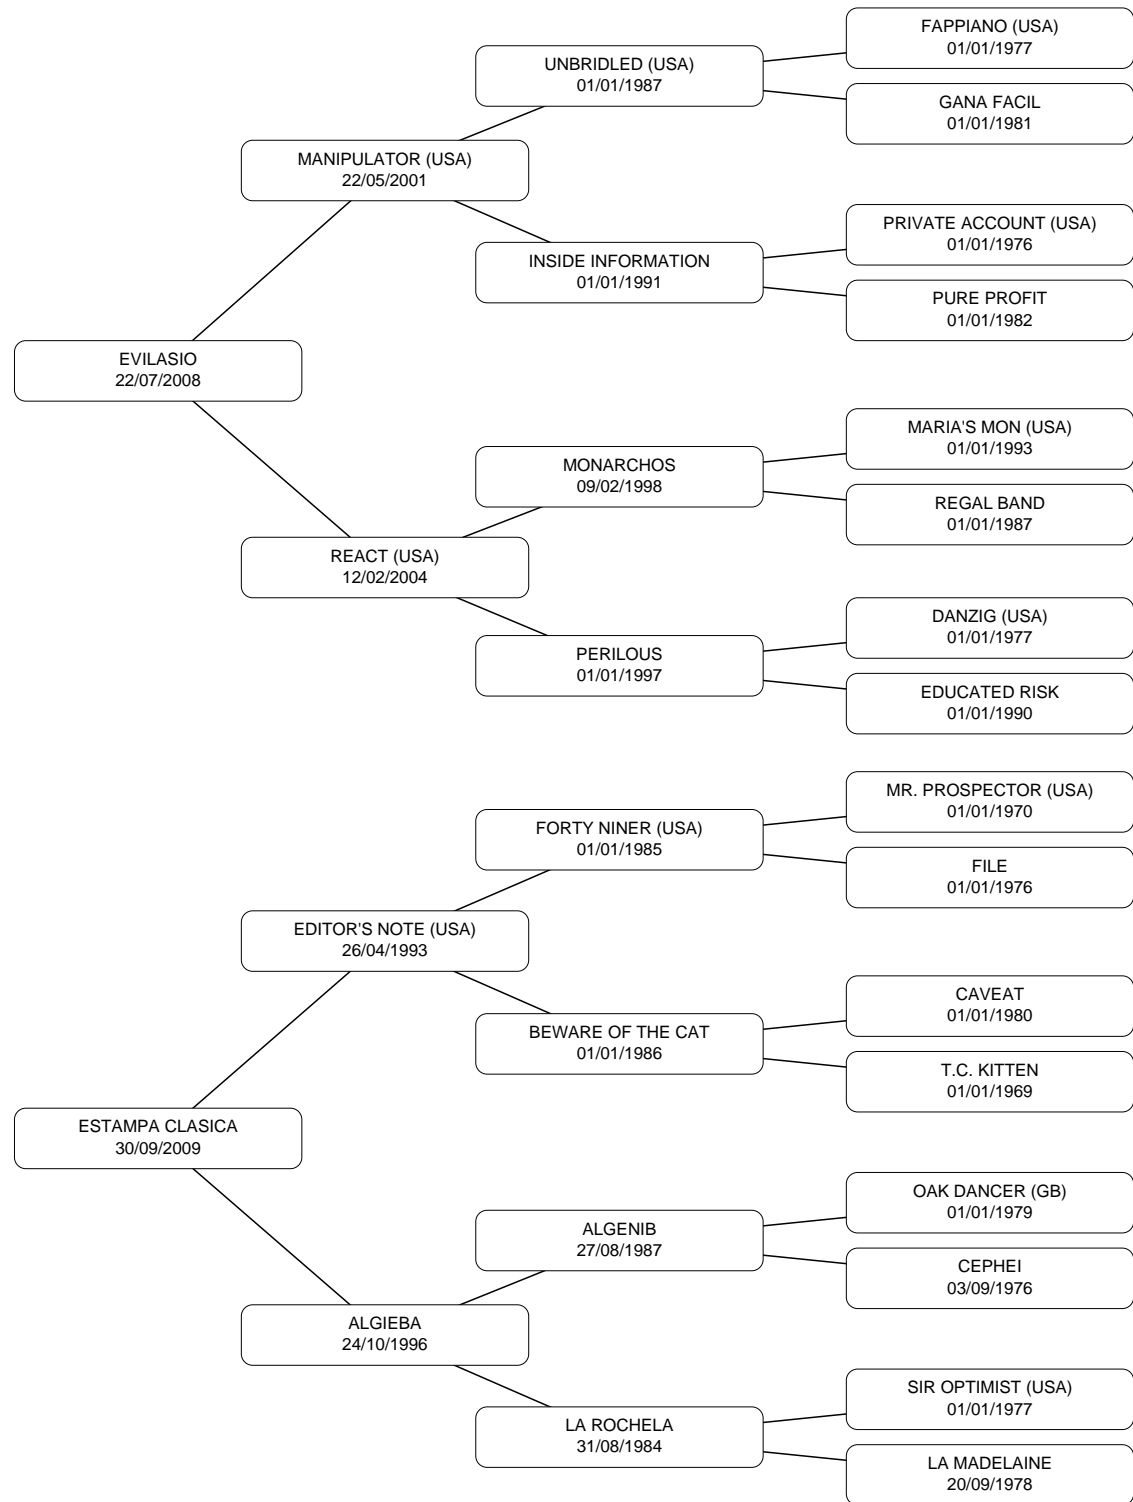 FAPPIANO (USA)
01/01/1977
UNBRIDLED (USA)
01/01/1987
GANA FACIL
01/01/1981
MANIPULATOR (USA)
22/05/2001
PRIVATE ACCOUNT (USA)
01/01/1976
INSIDE INFORMATION
01/01/1991
PURE PROFIT
01/01/1982
EVILASIO
22/07/2008
MARIA'S MON (USA)
01/01/1993
MONARCHOS
09/02/1998
REGAL BAND
01/01/1987
REACT (USA)
12/02/2004
DANZIG (USA)
01/01/1977
PERILOUS
01/01/1997
EDUCATED RISK
01/01/1990
MR. PROSPECTOR (USA)
01/01/1970
FORTY NINER (USA)
01/01/1985
FILE
01/01/1976
EDITOR'S NOTE (USA)
26/04/1993
CAVEAT
01/01/1980
BEWARE OF THE CAT
01/01/1986
T.C. KITTEN
01/01/1969
ESTAMPA CLASICA
30/09/2009
OAK DANCER (GB)
01/01/1979
ALGENIB
27/08/1987
CEPHEI
03/09/1976
ALGIEBA
24/10/1996
SIR OPTIMIST (USA)
01/01/1977
LA ROCHELA
31/08/1984
LA MADELAINE
20/09/1978